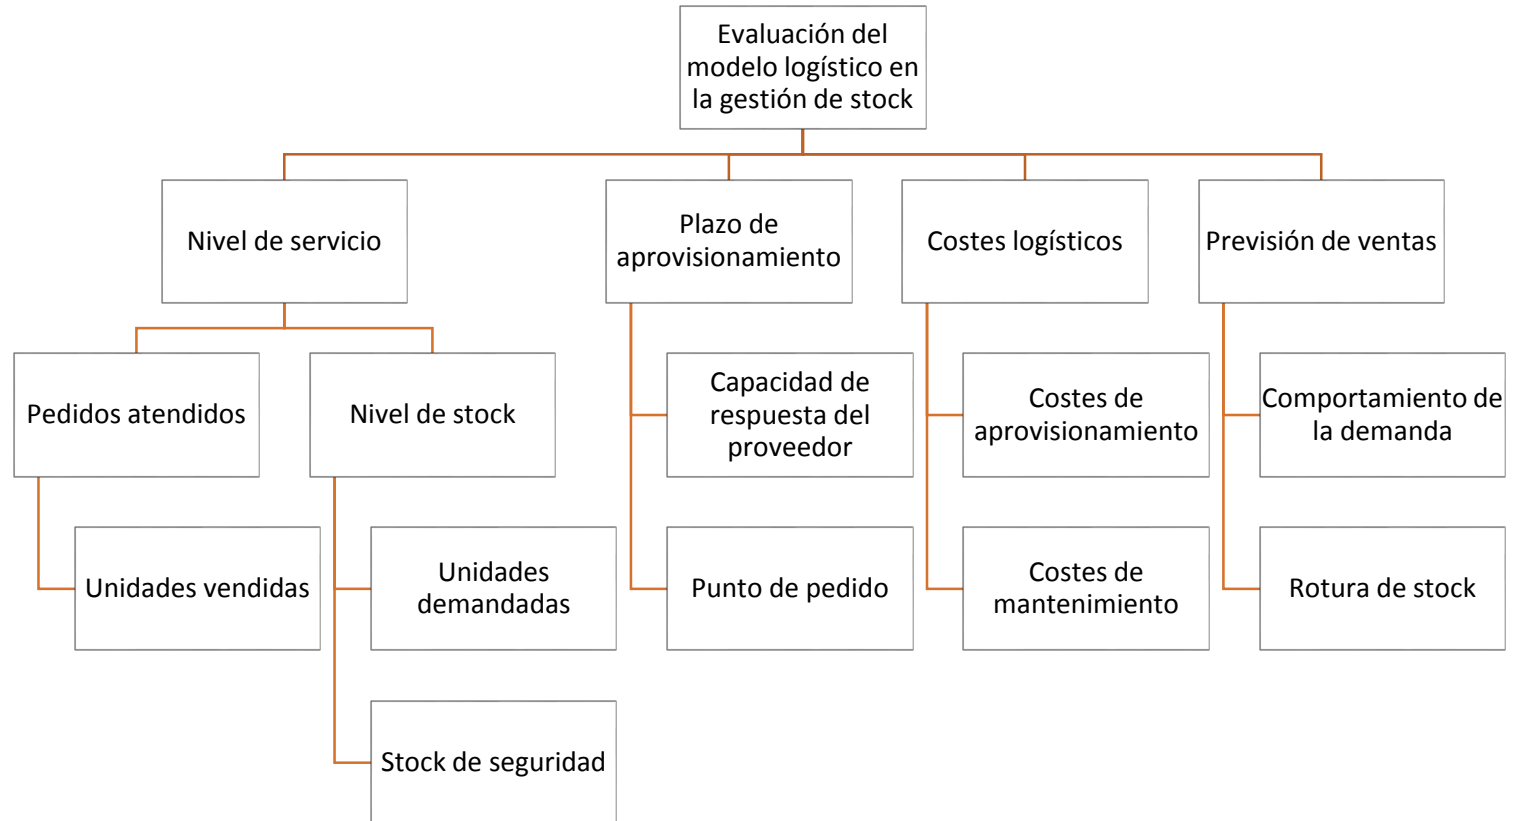 Evaluación del
modelo logístico en
la gestión de stock
Nivel de servicio
Plazo de
aprovisionamiento
Costes logísticos
Previsión de ventas
Pedidos atendidos
Nivel de stock
Capacidad de
respuesta del
proveedor
Costes de
aprovisionamiento
Comportamiento de
la demanda
Unidades vendidas
Unidades
demandadas
Punto de pedido
Costes de
mantenimiento
Rotura de stock
Stock de seguridad